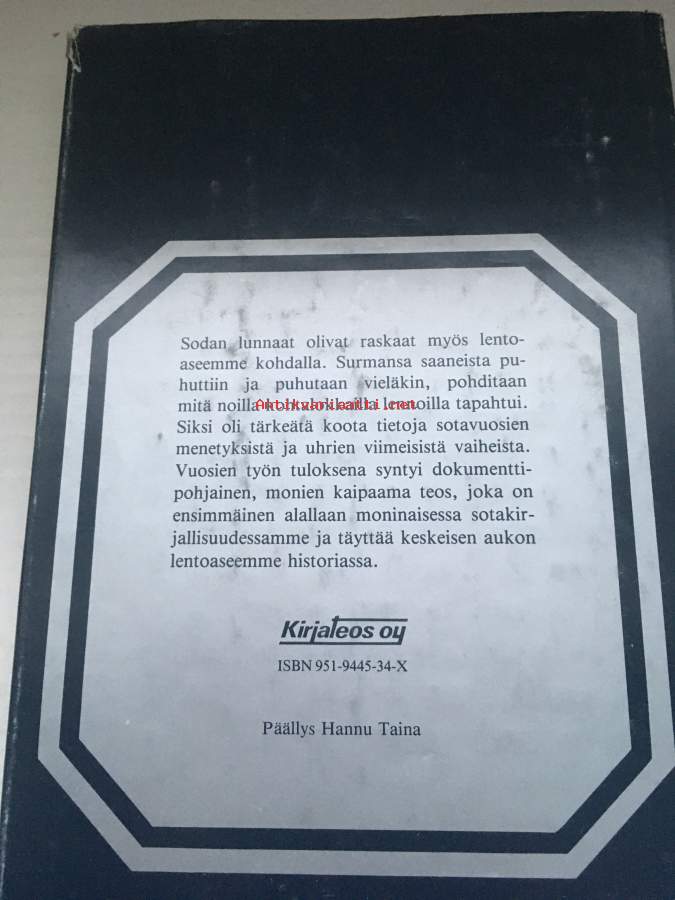 Sodan lunnaat olivat raskaat myös lento-
aseemme kohdalla. Surmansa saaneista pu-
huttiin ja puhutaan vieläkin, pohditaan
mitä noilla kohtalokkailla lennoilla tapahtui.
Antikvariaatti.net
Siksi oli tärkeätä koota tietoja sotavuosien
menetyksistä ja uhrien viimeisistä vaiheista.
Vuosien työn tuloksena syntyi dokumentti-
pohjainen, monien kaipaama teos, joka on
ensimmäinen alallaan moninaisessa sotakir-
jallisuudessamme ja täyttää keskeisen aukon
lentoaseemme historiassa.
Kirjateos oy
ISBN 951-9445-34-X
Päällys Hannu Taina